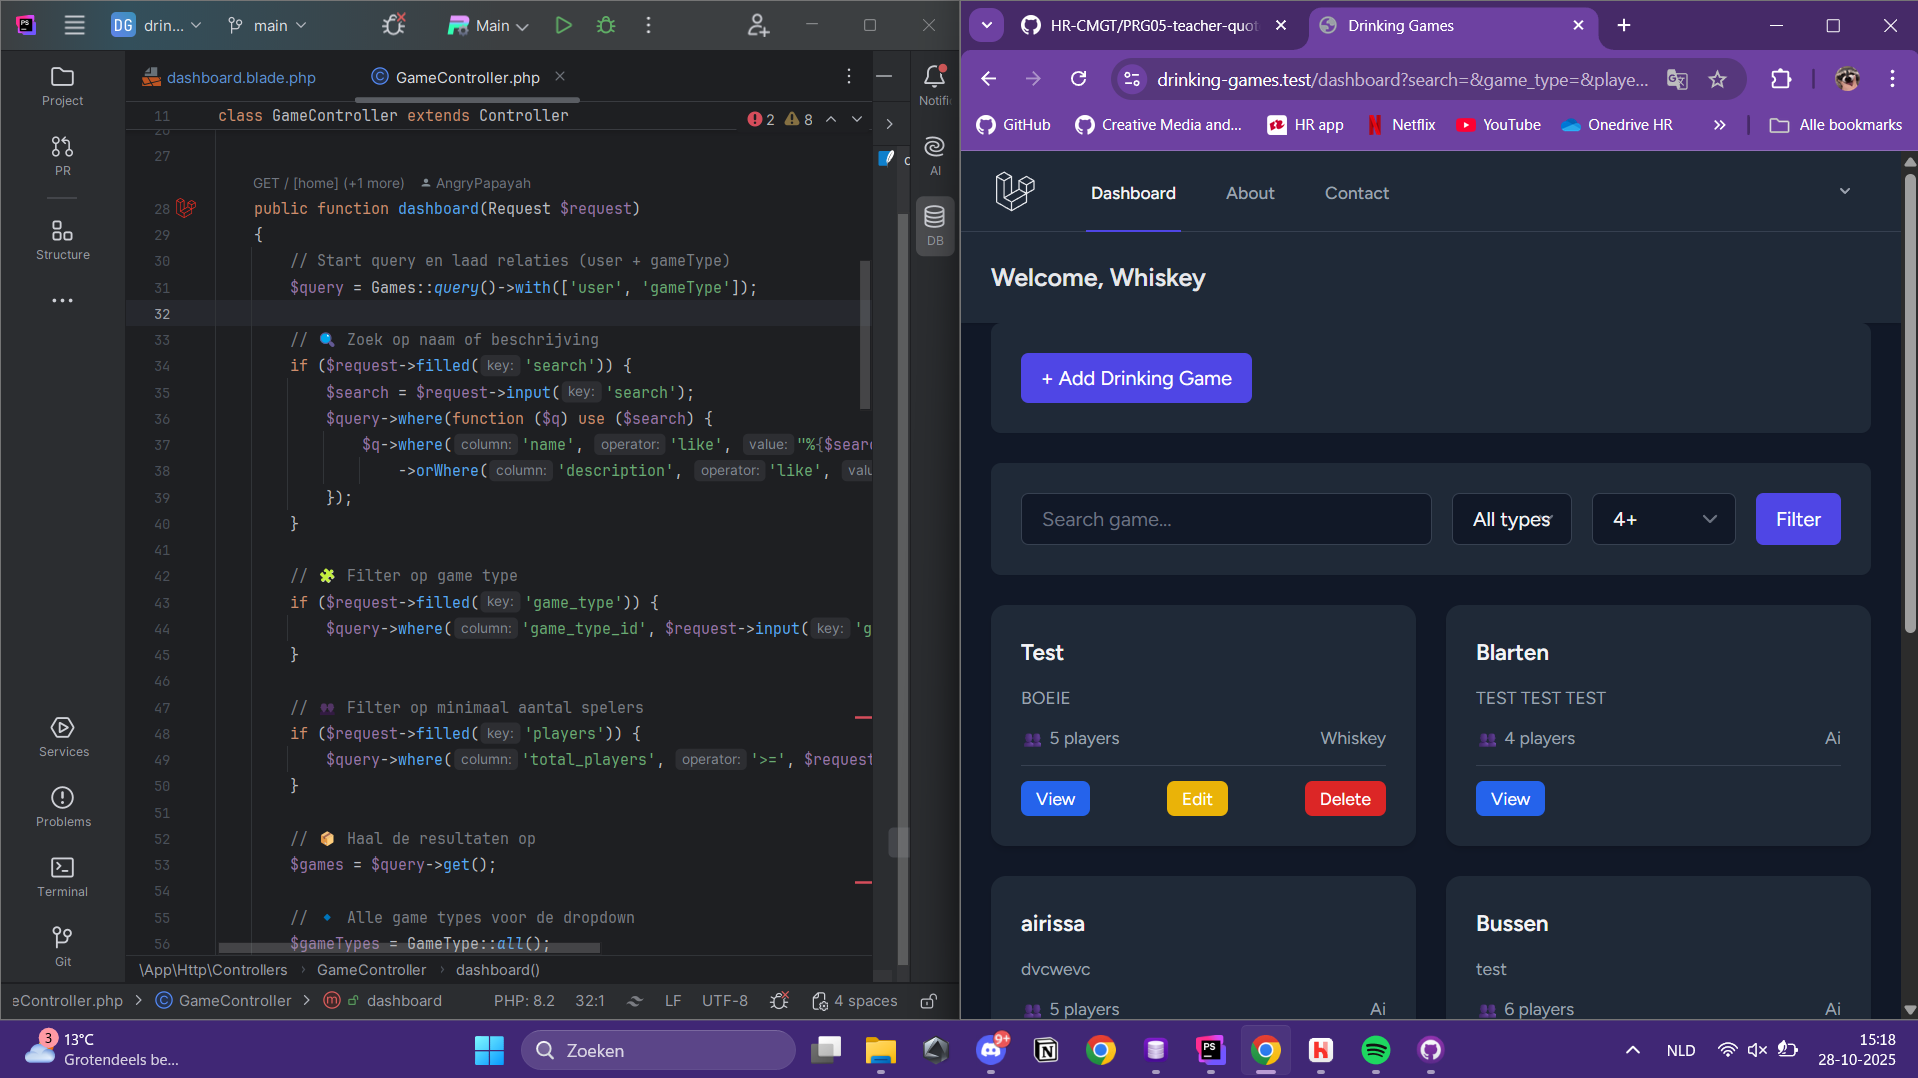 DG drin...
main
Main
dashboard.blade.php
GameController.php
Project
PR
Structure
Services
Problems
Terminal
Git
11 class GameController extends Controller
2 8
27
GET / [home] (+1 more) AngryPapayah
28 public function dashboard(Request $request)
29 {
30 // Start query en laad relaties (user + gameType)
31 $query = Games::query()->with(['user', 'gameType']);
32
33 // 🔍 Zoek op naam of beschrijving
34 if ($request->filled( key: 'search')) {
35 $search = $request->input( key: 'search');
36 $query->where(function ($q) use ($search) {
37 $q->where( column: 'name', operator: 'like', value: "%{$sear
38 ->orWhere( column: 'description', operator: 'like',
39 });
40 }
41
42 // 🧩 Filter op game type
43 if ($request->filled( key: 'game_type')) {
44 $query->where( column: 'game_type_id', $request->input( key: 'g
45 }
46
47 // 👥 Filter op minimaal aantal spelers
48 if ($request->filled( key: 'players')) {
49 $query->where( column: 'total_players', operator: '>=', $request
50 }
51
52 // 📦 Haal de resultaten op
53 $games = $query->get();
54
55 // 🔹 Alle game types voor de dropdown
56 $gameTypes = GameType::all();
\App\Http\Controllers › GameController › dashboard()
eController.php › GameController › dashboard
PHP: 8.2 32:1 LF UTF-8 4 spaces
Notifi
AI
DB
HR-CMGT/PRG05-teacher-quot
Drinking Games
drinking-games.test/dashboard?search=&game_type=&playe...
GitHub
Creative Media and...
HR app
Netflix
YouTube
Onedrive HR
»
Alle bookmarks
Dashboard
About
Contact
Welcome, Whiskey
+ Add Drinking Game
Search game...
All types
4+
Filter
Test
BOEIE
5 players Whiskey
View Edit Delete
Blarten
TEST TEST TEST
4 players Ai
View
airissa
dvcwevc
5 players Ai
Bussen
test
6 players Ai
3
13°C
Grotendeels be...
Zoeken
9+
NLD
15:18
28-10-2025